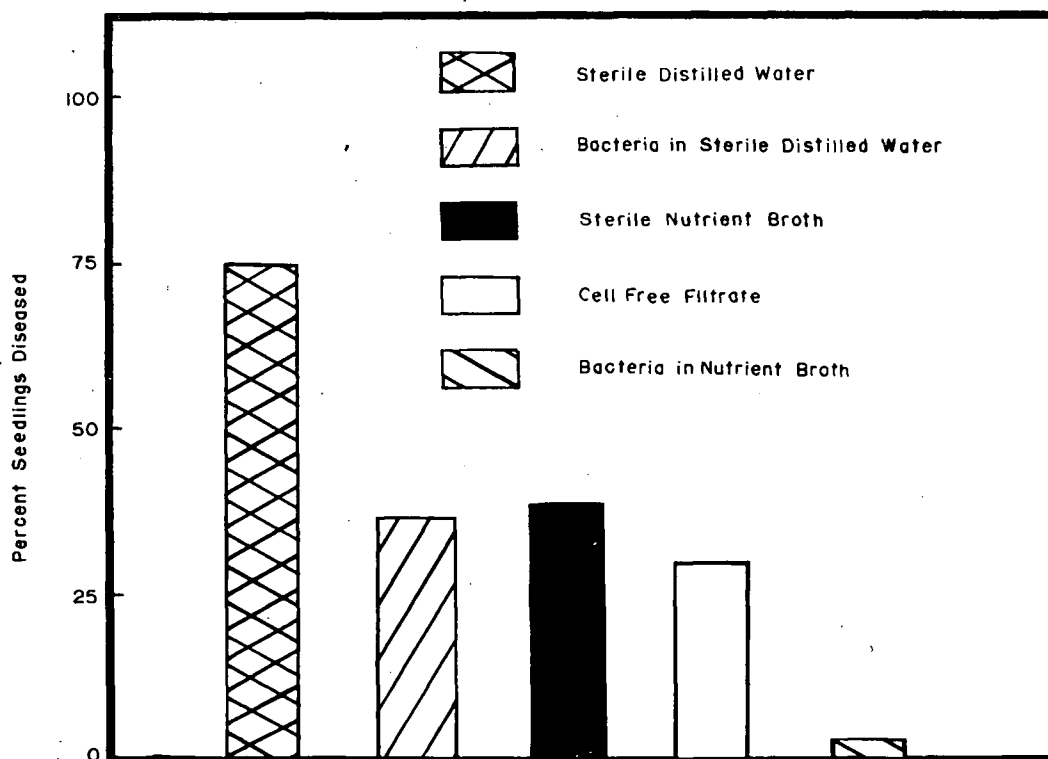 Percent Seedlings Diseased
100
75
50
25
0
Sterile Distilled Water
Bacteria in Sterile Distilled Water
Sterile Nutrient Broth
Cell Free Filtrate
Bacteria in Nutrient Broth